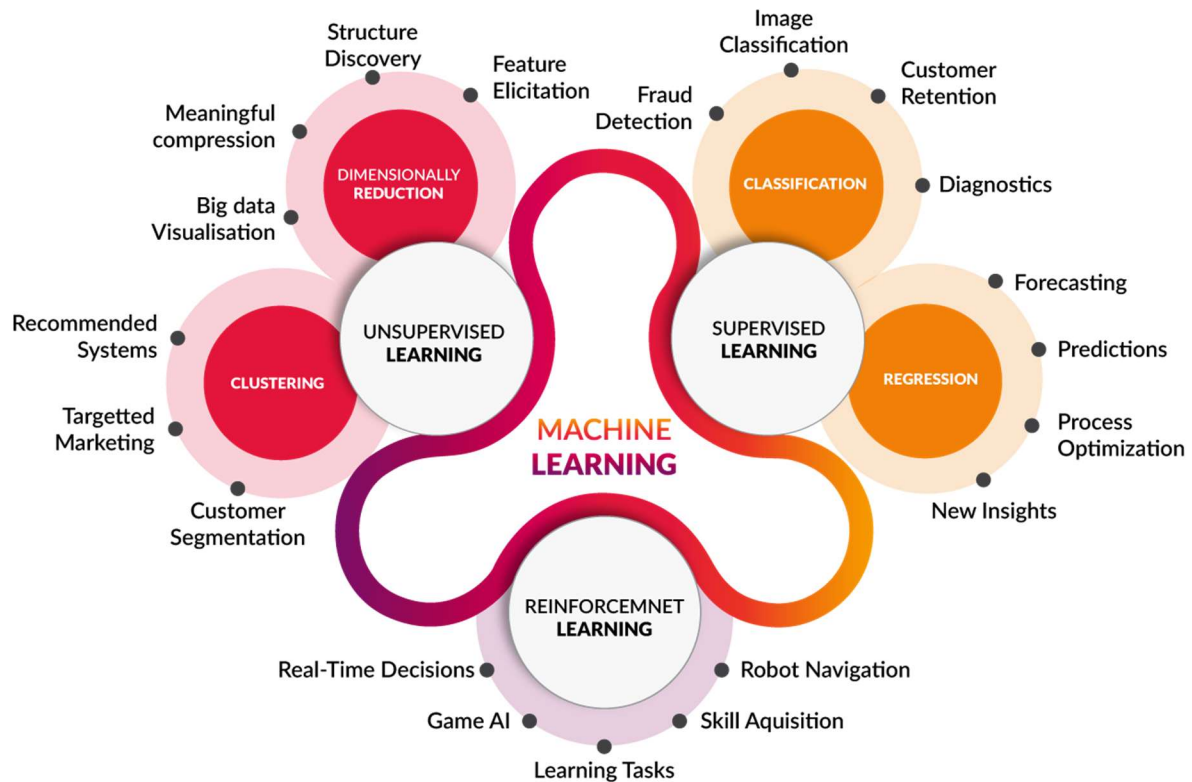 Structure
Discovery
Feature
Elicitation
Meaningful
compression
DIMENSIONALLY
REDUCTION
Big data
Visualisation
Recommended
Systems
CLUSTERING
Targetted
Marketing
Customer
Segmentation
UNSUPERVISED
LEARNING
Image
Classification
Fraud
Detection
Customer
Retention
CLASSIFICATION
Diagnostics
SUPERVISED
LEARNING
Forecasting
Predictions
REGRESSION
Process
Optimization
New Insights
MACHINE
LEARNING
REINFORCEMNET
LEARNING
Real-Time Decisions
Robot Navigation
Game AI
Skill Aquisition
Learning Tasks